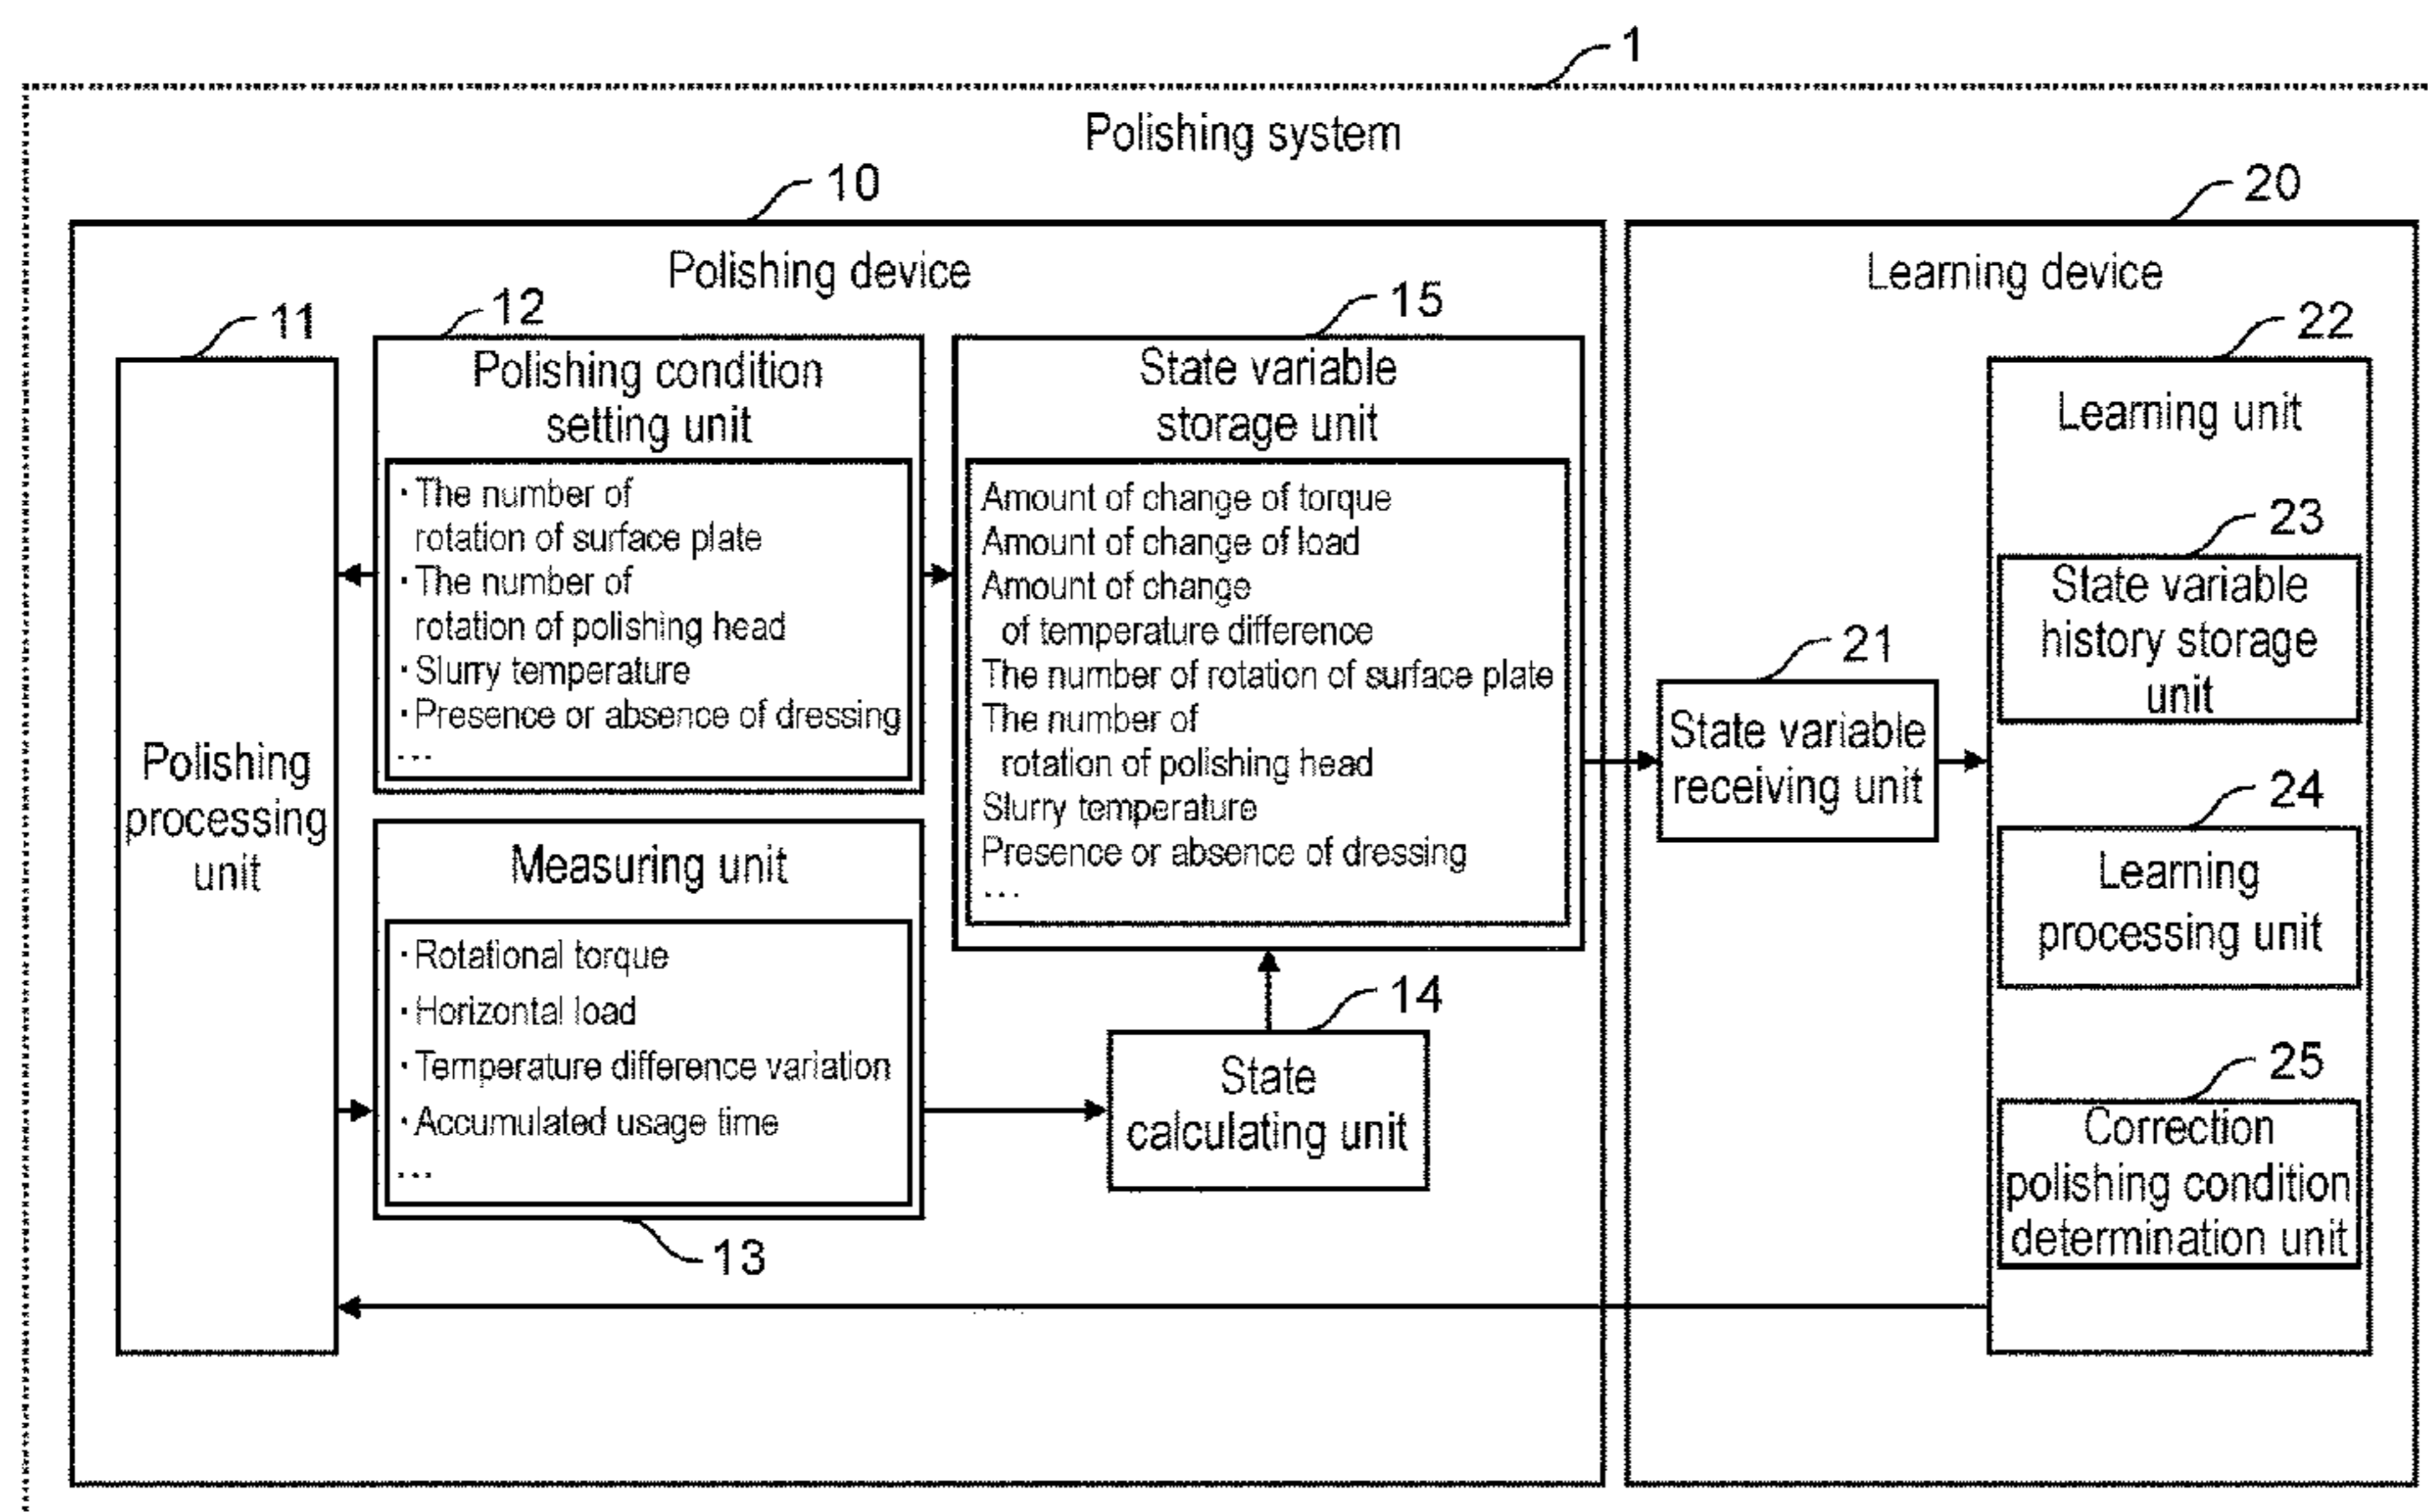 1
Polishing system
10
20
Polishing device
Learning device
11
Polishing
processing
unit
12
Polishing condition
setting unit
・The number of
rotation of surface plate
・The number of
rotation of polishing head
・Slurry temperature
・Presence or absence of dressing
...
Measuring unit
・Rotational torque
・Horizontal load
・Temperature difference variation
・Accumulated usage time
...
13
15
State variable
storage unit
Amount of change of torque
Amount of change of load
Amount of change
of temperature difference
The number of rotation of surface plate
The number of
rotation of polishing head
Slurry temperature
Presence or absence of dressing
...
14
State
calculating unit
21
State variable
receiving unit
22
Learning unit
23
State variable
history storage
unit
24
Learning
processing unit
25
Correction
polishing condition
determination unit